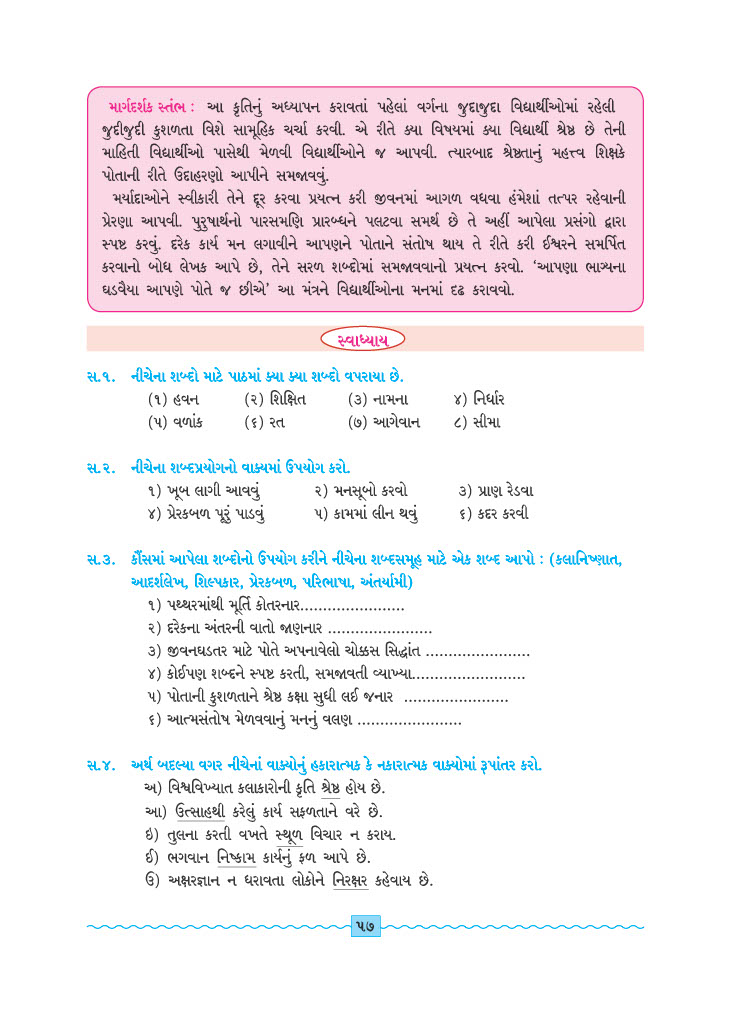 માર્ગદર્શક સ્તંભ : આ કૃતિનું અધ્યાપન કરાવતાં પહેલાં વર્ગના જુદાજુદા વિદ્યાર્થીઓમાં રહેલી
જુદીજુદી કુશળતા વિશે સામૂહિક ચર્ચા કરવી. એ રીતે ક્યા વિષયમાં ક્યા વિદ્યાર્થી શ્રેષ્ઠ છે તેની
માહિતી વિદ્યાર્થીઓ પાસેથી મેળવી વિદ્યાર્થીઓને જ આપવી. ત્યારબાદ શ્રેષ્ઠતાનું મહત્ત્વ શિક્ષકે
પોતાની રીતે ઉદાહરણો આપીને સમજાવવું.
મર્યાદાઓને સ્વીકારી તેને દૂર કરવા પ્રયત્ન કરી જીવનમાં આગળ વધવા હંમેશાં તત્પર રહેવાની
પ્રેરણા આપવી. પુરુષાર્થનો પારસમણિ પ્રારબ્ધને પલટવા સમર્થ છે તે અહીં આપેલા પ્રસંગો દ્વારા
સ્પષ્ટ કરવું. દરેક કાર્ય મન લગાવીને આપણને પોતાને સંતોષ થાય તે રીતે કરી ઈશ્વરને સમર્પિત
કરવાનો બોધ લેખક આપે છે, તેને સરળ શબ્દોમાં સમજાવવાનો પ્રયત્ન કરવો. ‘આપણા ભાગ્યના
ઘડવૈયા આપણે પોતે જ છીએ’ આ મંત્રને વિદ્યાર્થીઓના મનમાં દૃઢ કરાવવો.
સ્વાધ્યાય
સ.૧. નીચેના શબ્દો માટે પાઠમાં ક્યા ક્યા શબ્દો વપરાયા છે.
(૧) હવન (૨) શિક્ષિત (૩) નામના ૪) નિર્ધાર
(૫) વળાંક (૬) રત (૭) આગેવાન ૮) સીમા
સ.૨. નીચેના શબ્દપ્રયોગનો વાક્યમાં ઉપયોગ કરો.
૧) ખૂબ લાગી આવવું ૨) મનસૂબો કરવો ૩) પ્રાણ રેડવા
૪) પ્રેરકબળ પૂરું પાડવું ૫) કામમાં લીન થવું ૬) કદર કરવી
સ.૩. કૌંસમાં આપેલા શબ્દોનો ઉપયોગ કરીને નીચેના શબ્દસમૂહ માટે એક શબ્દ આપો : (કલાનિષ્ણાત,
આદર્શલેખ, શિલ્પકાર, પ્રેરકબળ, પરિભાષા, અંતર્યામી)
૧) પથ્થરમાંથી મૂર્તિ કોતરનાર.......................
૨) દરેકના અંતરની વાતો જાણનાર .......................
૩) જીવનઘડતર માટે પોતે અપનાવેલો ચોક્કસ સિદ્ધાંત .......................
૪) કોઈપણ શબ્દને સ્પષ્ટ કરતી, સમજાવતી વ્યાખ્યા.........................
૫) પોતાની કુશળતાને શ્રેષ્ઠ કક્ષા સુધી લઈ જનાર .......................
૬) આત્મસંતોષ મેળવવાનું મનનું વલણ .......................
સ.૪. અર્થ બદલ્યા વગર નીચેનાં વાક્યોનું હકારાત્મક કે નકારાત્મક વાક્યોમાં રૂપાંતર કરો.
અ) વિશ્વવિખ્યાત કલાકારોની કૃતિ શ્રેષ્ઠ હોય છે.
આ) ઉત્સાહથી કરેલું કાર્ય સફળતાને વરે છે.
ઇ) તુલના કરતી વખતે સ્થૂળ વિચાર ન કરાય.
ઈ) ભગવાન નિષ્કામ કાર્યનું ફળ આપે છે.
ઉ) અક્ષરજ્ઞાન ન ધરાવતા લોકોને નિરક્ષર કહેવાય છે.
૫૭